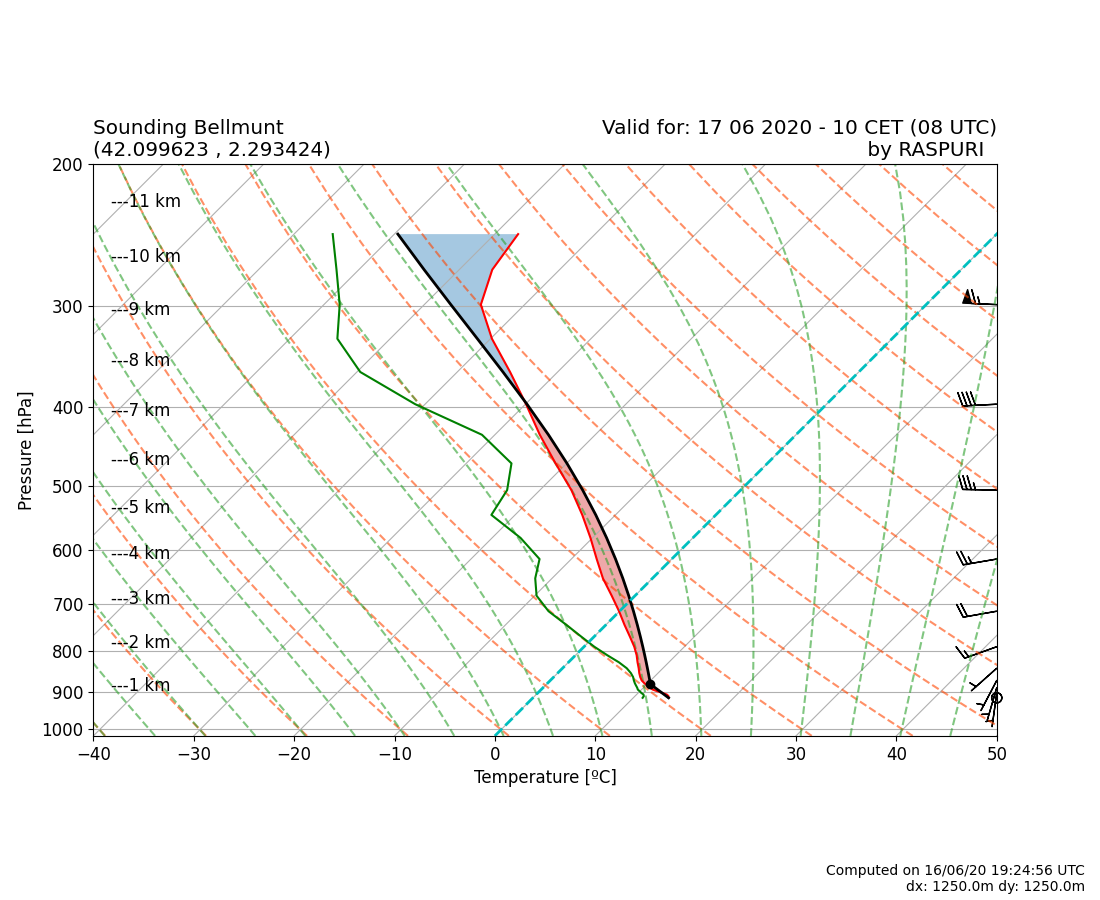 Sounding Bellmunt
(42.099623 , 2.293424)
Valid for: 17 06 2020 - 10 CET (08 UTC)
by RASPURI
200
300
400
500
600
700
800
900
1000
Pressure [hPa]
---11 km
---10 km
---9 km
---8 km
---7 km
---6 km
---5 km
---4 km
---3 km
---2 km
---1 km
−40 −30 −20 −10 0 10 20 30 40 50
Temperature [ºC]
Computed on 16/06/20 19:24:56 UTC
dx: 1250.0m dy: 1250.0m